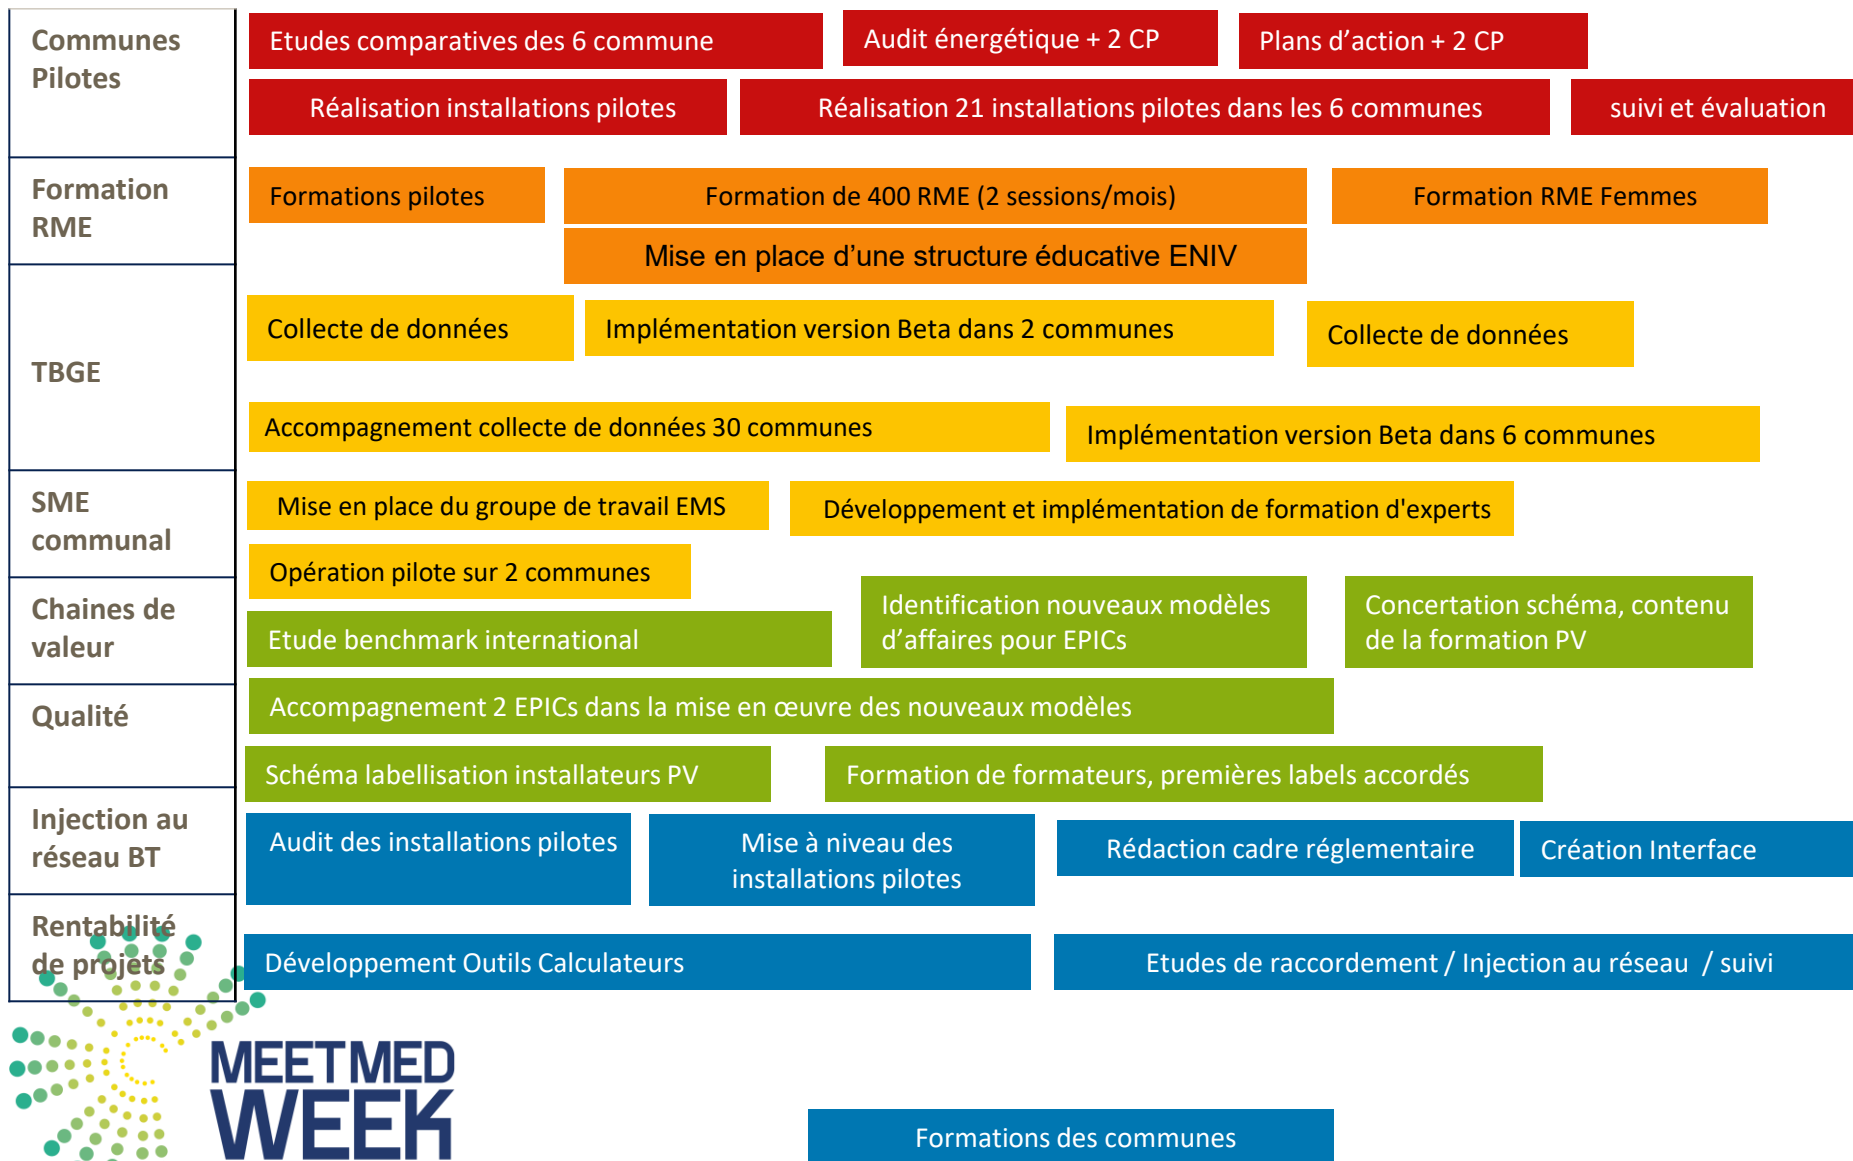 Communes
Pilotes
Etudes comparatives des 6 commune
Audit énergétique + 2 CP
Plans d’action + 2 CP
Réalisation installations pilotes
Réalisation 21 installations pilotes dans les 6 communes
suivi et évaluation
Formation
RME
Formations pilotes
Formation de 400 RME (2 sessions/mois)
Formation RME Femmes
Mise en place d’une structure éducative ENIV
TBGE
Collecte de données
Implémentation version Beta dans 2 communes
Collecte de données
Accompagnement collecte de données 30 communes
Implémentation version Beta dans 6 communes
SME
communal
Mise en place du groupe de travail EMS
Développement et implémentation de formation d'experts
Opération pilote sur 2 communes
Chaines de
valeur
Etude benchmark international
Identification nouveaux modèles
d’affaires pour EPICs
Concertation schéma, contenu
de la formation PV
Qualité
Accompagnement 2 EPICs dans la mise en œuvre des nouveaux modèles
Schéma labellisation installateurs PV
Formation de formateurs, premières labels accordés
Injection au
réseau BT
Audit des installations pilotes
Mise à niveau des
installations pilotes
Rédaction cadre réglementaire
Création Interface
Rentabilité
de projets
Développement Outils Calculateurs
Etudes de raccordement / Injection au réseau / suivi
MEETMED
WEEK
Formations des communes